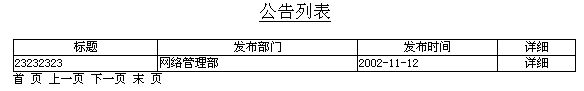 公告列表
标题 发布部门 发布时间 详细
23232323 网络管理部 2002-11-12 详细
首 页 上一页 下一页 末 页